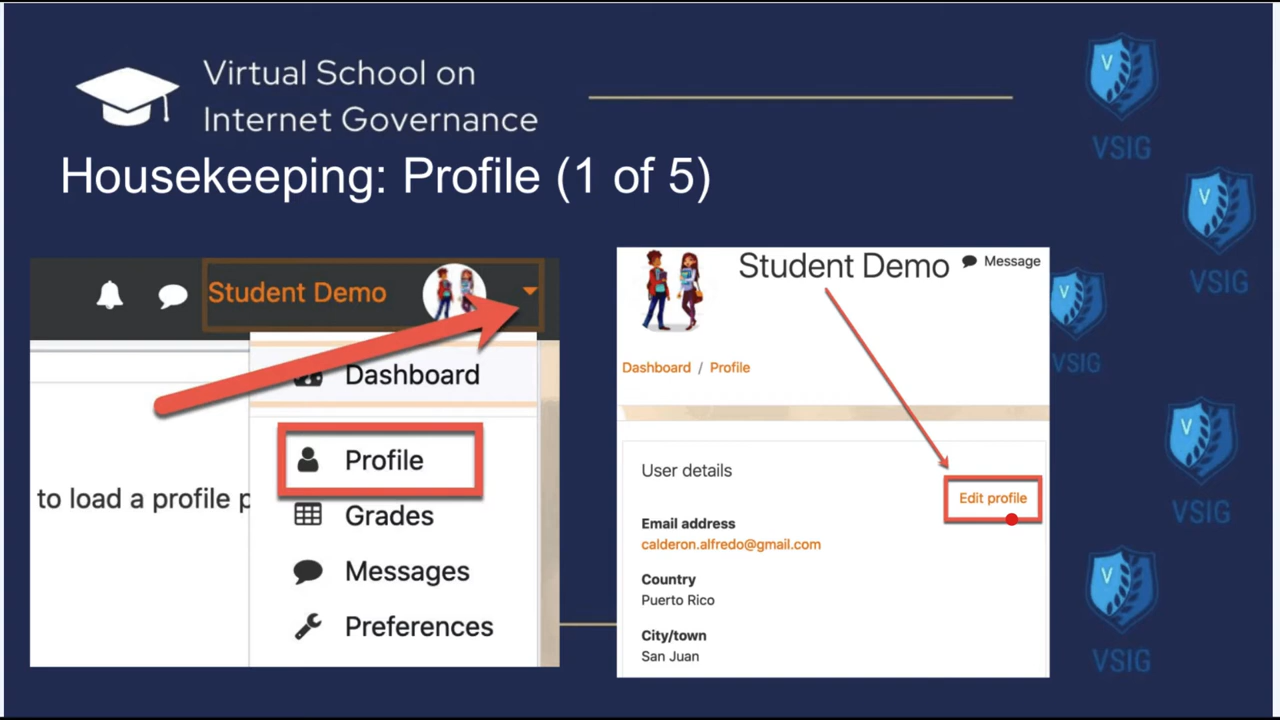 Virtual School on
Internet Governance
Housekeeping: Profile (1 of 5)
Student Demo
Dashboard
Profile
to load a profile p
Grades
Messages
Preferences
Student Demo
Message
Dashboard / Profile
User details
Edit profile
Email address
calderon.alfredo@gmail.com
Country
Puerto Rico
City/town
San Juan
V
VSIG
V
VSIG
V
VSIG
V
VSIG
V
VSIG